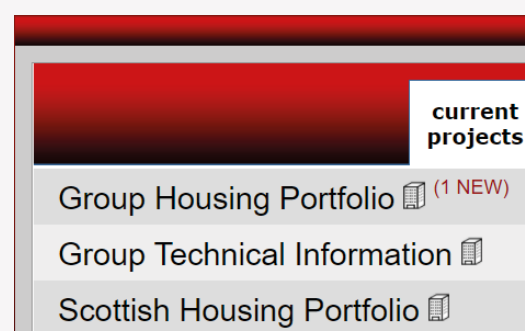 current
projects
Group Housing Portfolio (1 NEW)
Group Technical Information
Scottish Housing Portfolio